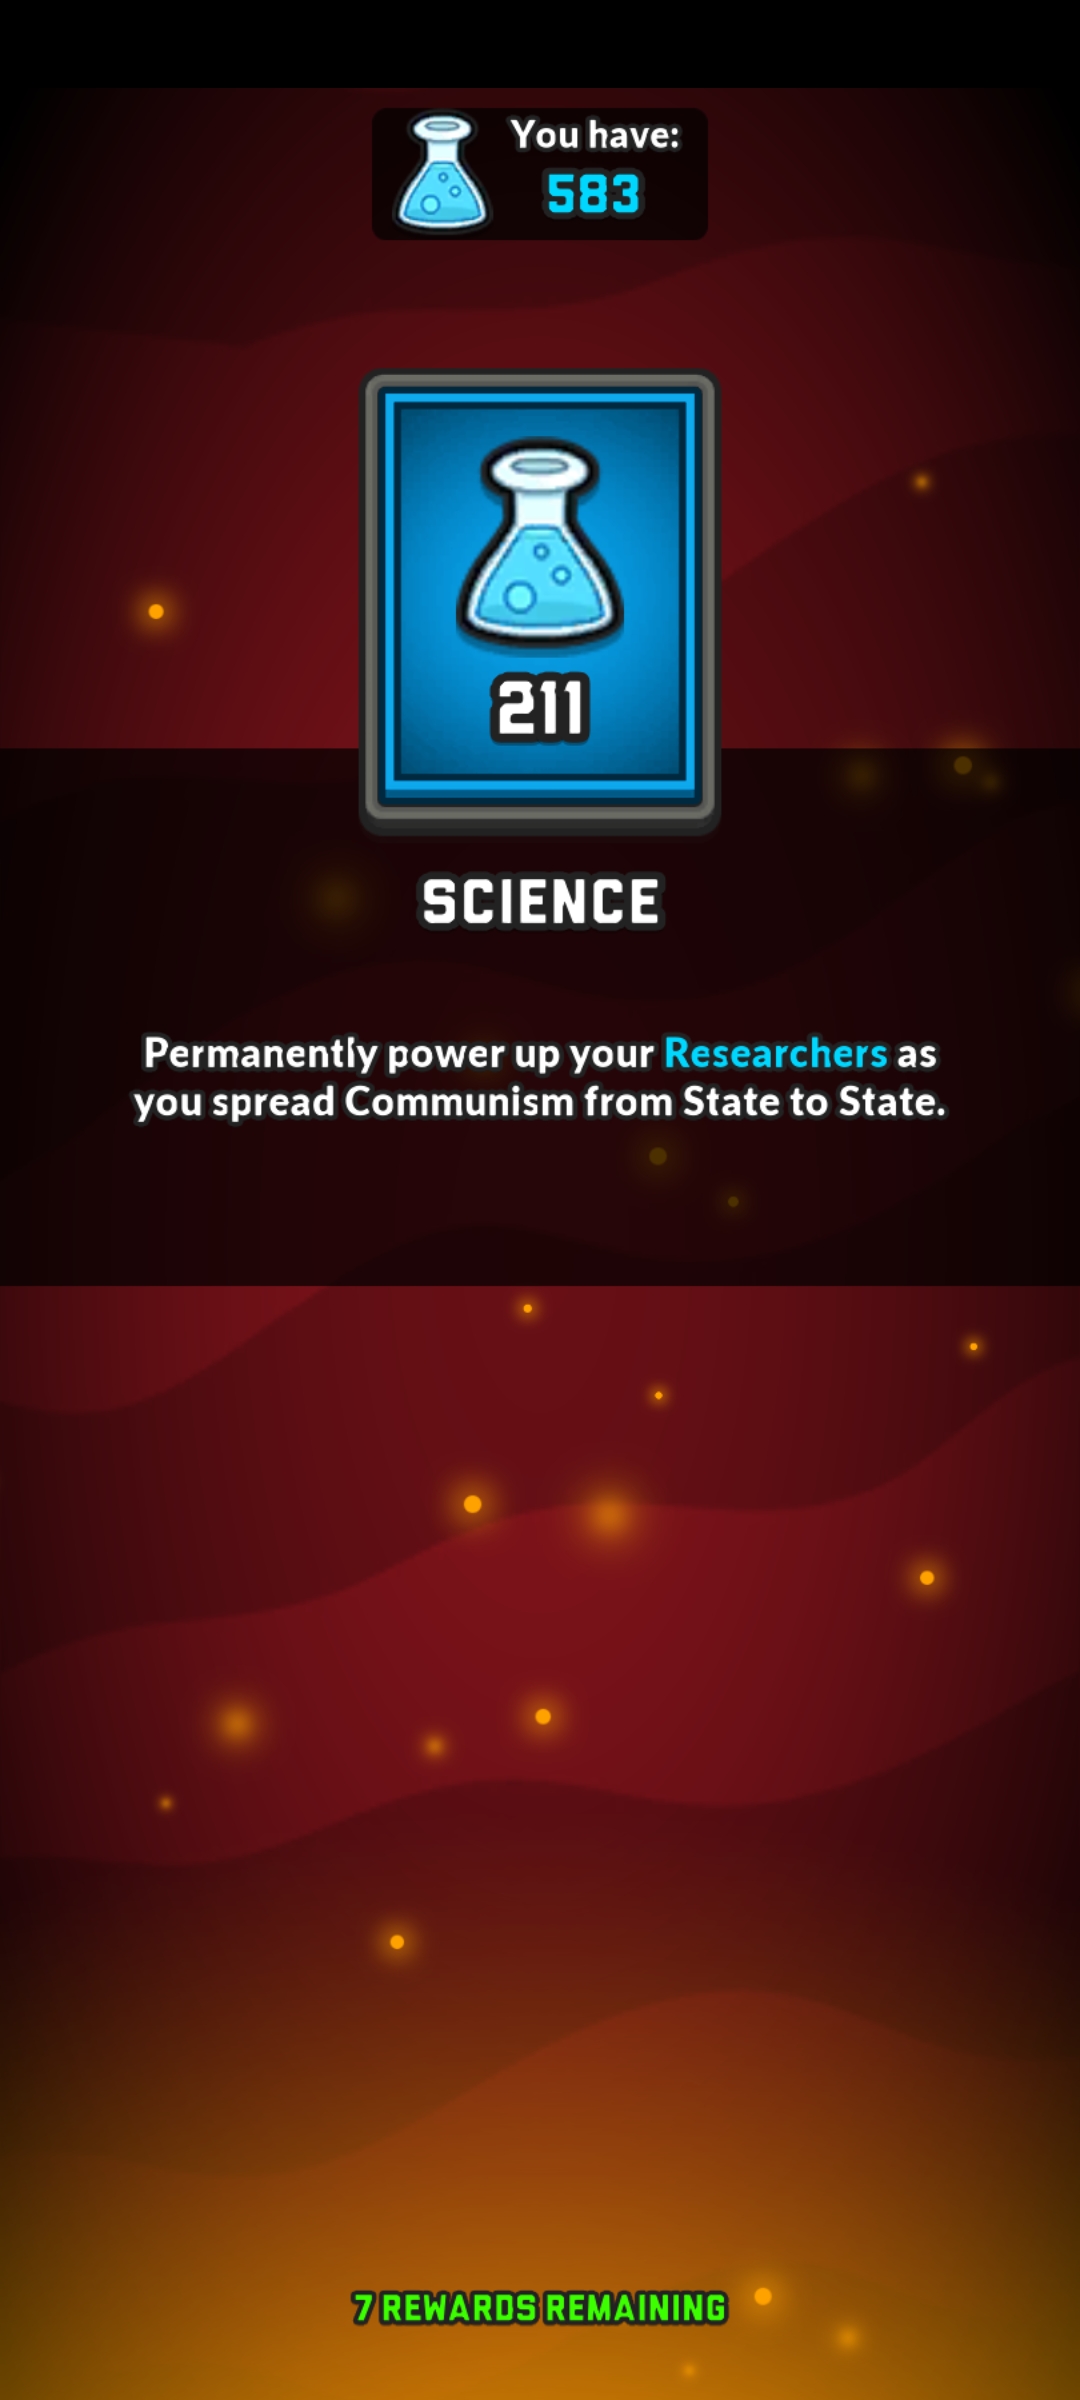 You have:
583
211
SCIENCE
Permanently power up your Researchers as
you spread Communism from State to State.
7 REWARDS REMAINING